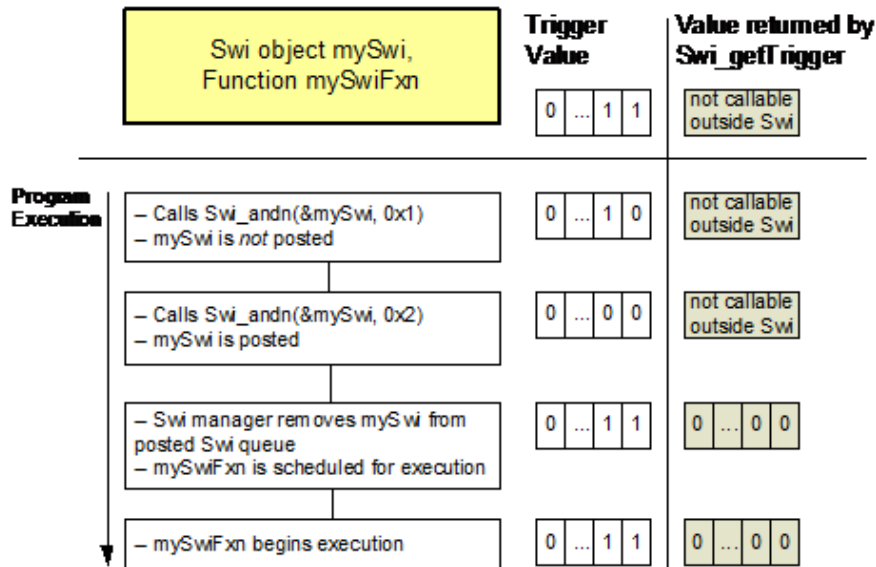 Swi object mySwi,
Function mySwiFxn
Trigger
Value
Value returned by
Swi_getTrigger
0 ... 1 1
not callable
outside Swi
Program
Execution
– Calls Swi_andn(&mySwi, 0x1)
– mySwi is not posted
0 ... 1 0
not callable
outside Swi
– Calls Swi_andn(&mySwi, 0x2)
– mySwi is posted
0 ... 0 0
not callable
outside Swi
– Swi manager removes mySwi from
posted Swi queue
– mySwiFxn is scheduled for execution
0 ... 1 1
0 ... 0 0
– mySwiFxn begins execution
0 ... 1 1
0 ... 0 0